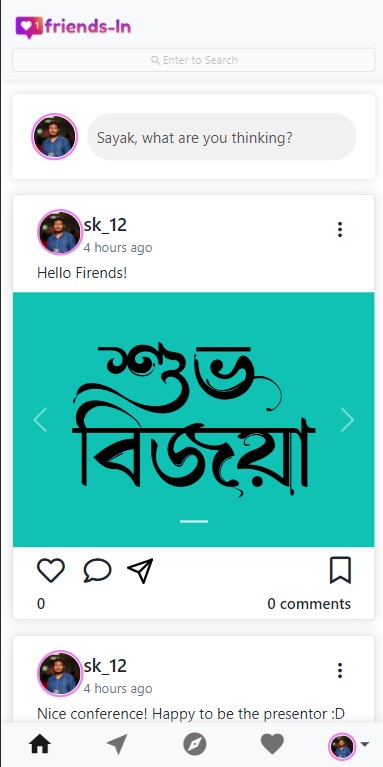 1
friends-In
Enter to Search
Sayak, what are you thinking?
sk_12
4 hours ago
Hello Firends!
শুভ
বিজয়া
0
0 comments
sk_12
4 hours ago
Nice conference! Happy to be the presentor :D